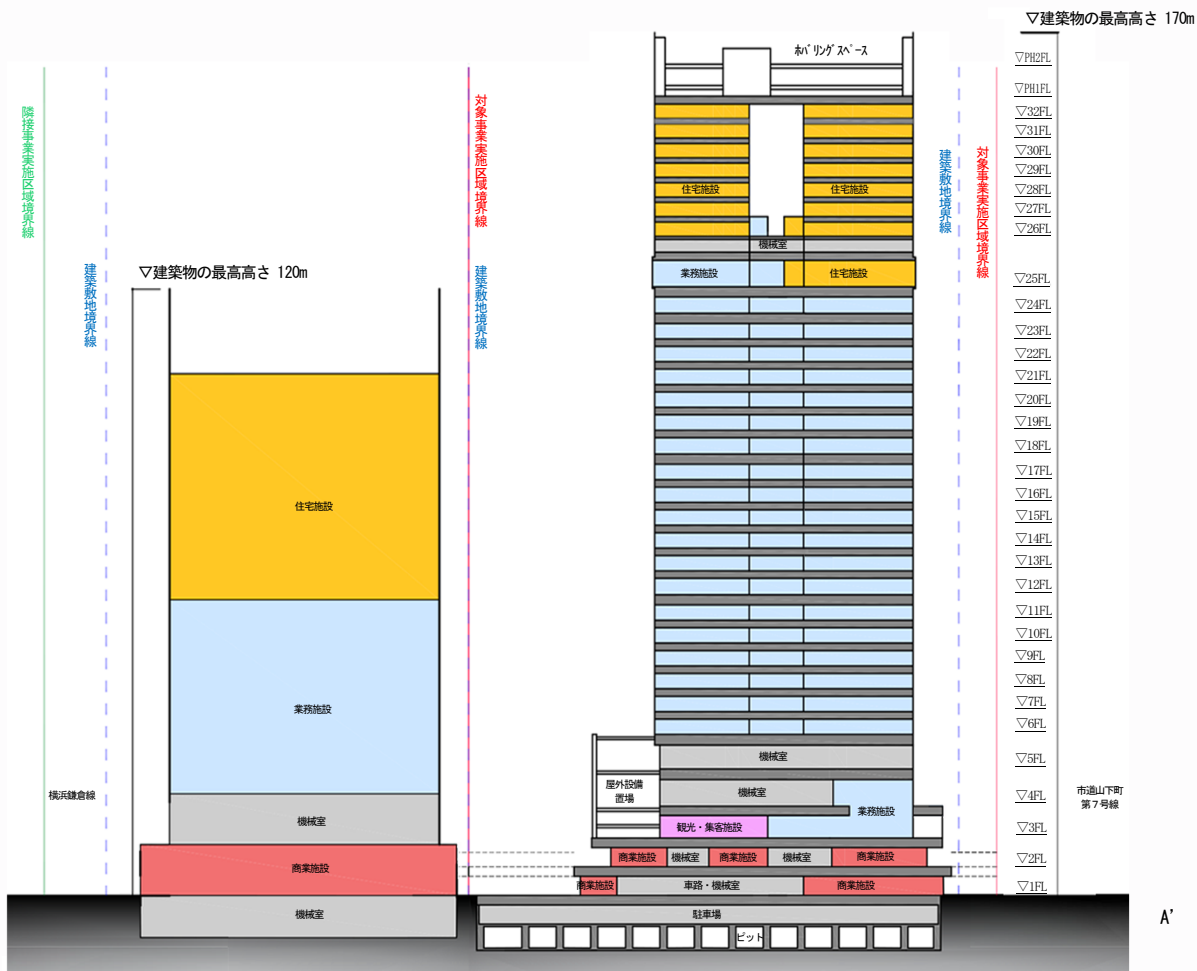 ▽建築物の最高高さ 170m
ﾎﾊﾞﾘﾝｸﾞｽﾍﾟｰｽ
▽PH2FL
▽PH1FL
▽32FL
▽31FL
▽30FL
▽29FL
▽28FL
▽27FL
▽26FL
▽25FL
▽24FL
▽23FL
▽22FL
▽21FL
▽20FL
▽19FL
▽18FL
▽17FL
▽16FL
▽15FL
▽14FL
▽13FL
▽12FL
▽11FL
▽10FL
▽9FL
▽8FL
▽7FL
▽6FL
▽5FL
▽4FL
▽3FL
▽2FL
▽1FL
隣接事業実施区域境界線
対象事業実施区域境界線
建築敷地境界線
対象事業実施区域境界線
建築敷地境界線
建築敷地境界線
▽建築物の最高高さ 120m
住宅施設
業務施設
機械室
商業施設
機械室
横浜鎌倉線
住宅施設
住宅施設
機械室
業務施設
住宅施設
機械室
屋外設備
置場
機械室
業務施設
観光・集客施設
商業施設
機械室
商業施設
機械室
商業施設
商業施設
車路・機械室
商業施設
駐車場
ピット
市道山下町
第７号線
A'